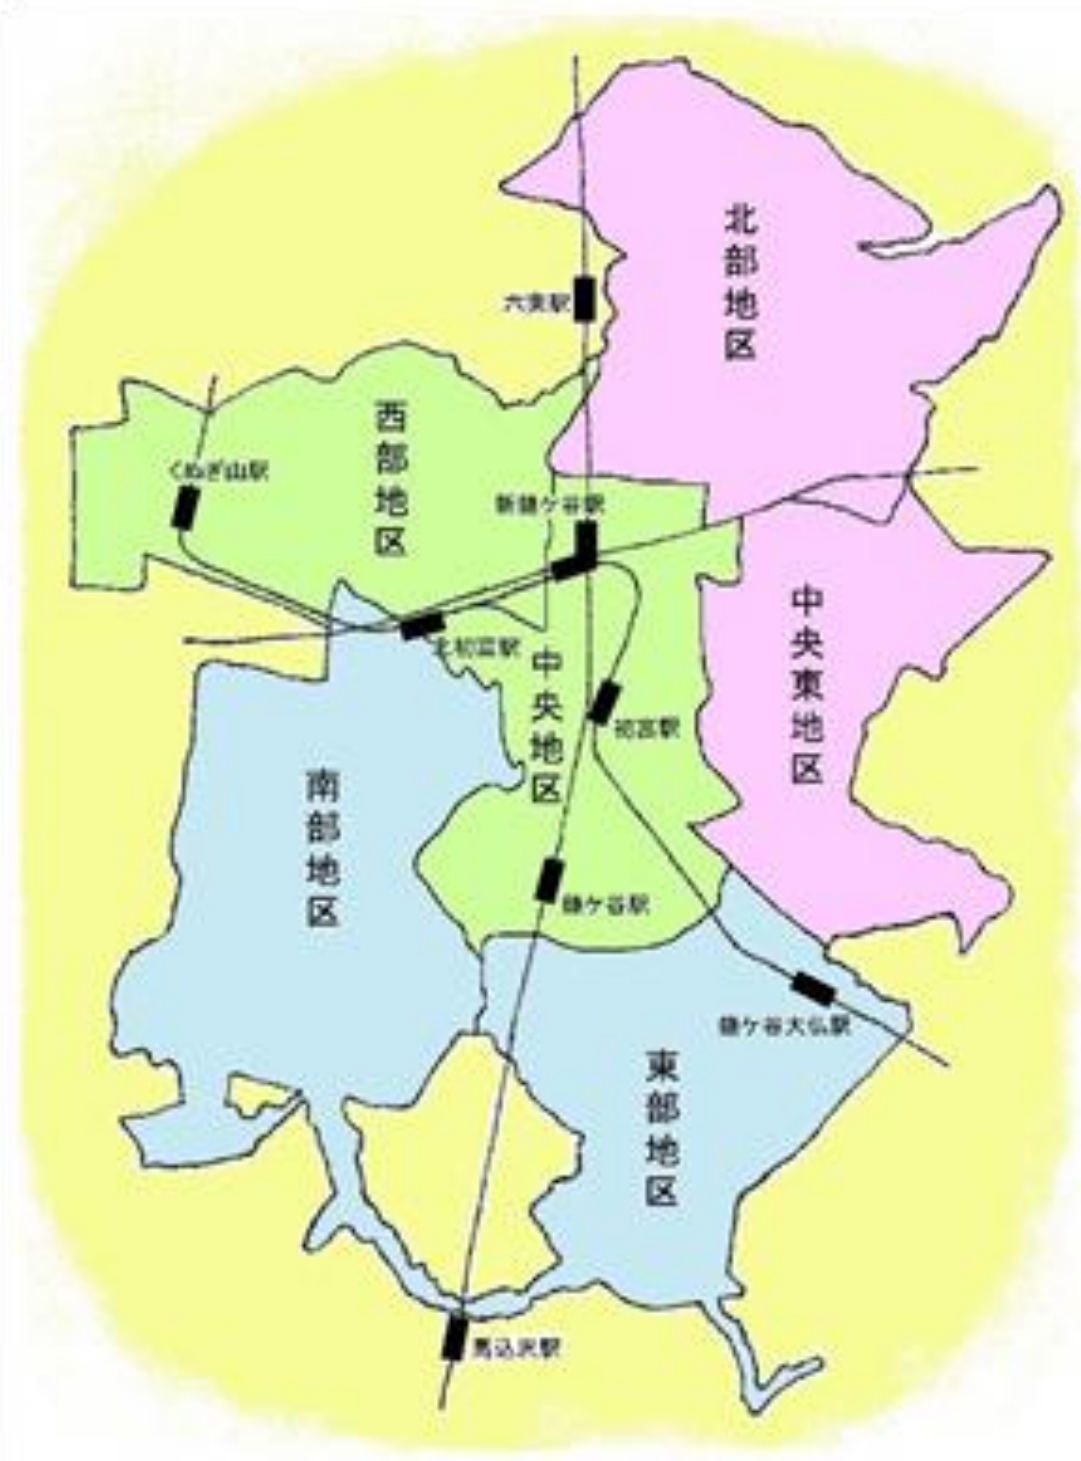 北部地区
六実駅
西部地区
くぬぎ山駅
新鎌ケ谷駅
北初富駅
中央地区
中央東地区
初富駅
南部地区
鎌ケ谷駅
鎌ケ谷大仏駅
東部地区
馬込沢駅